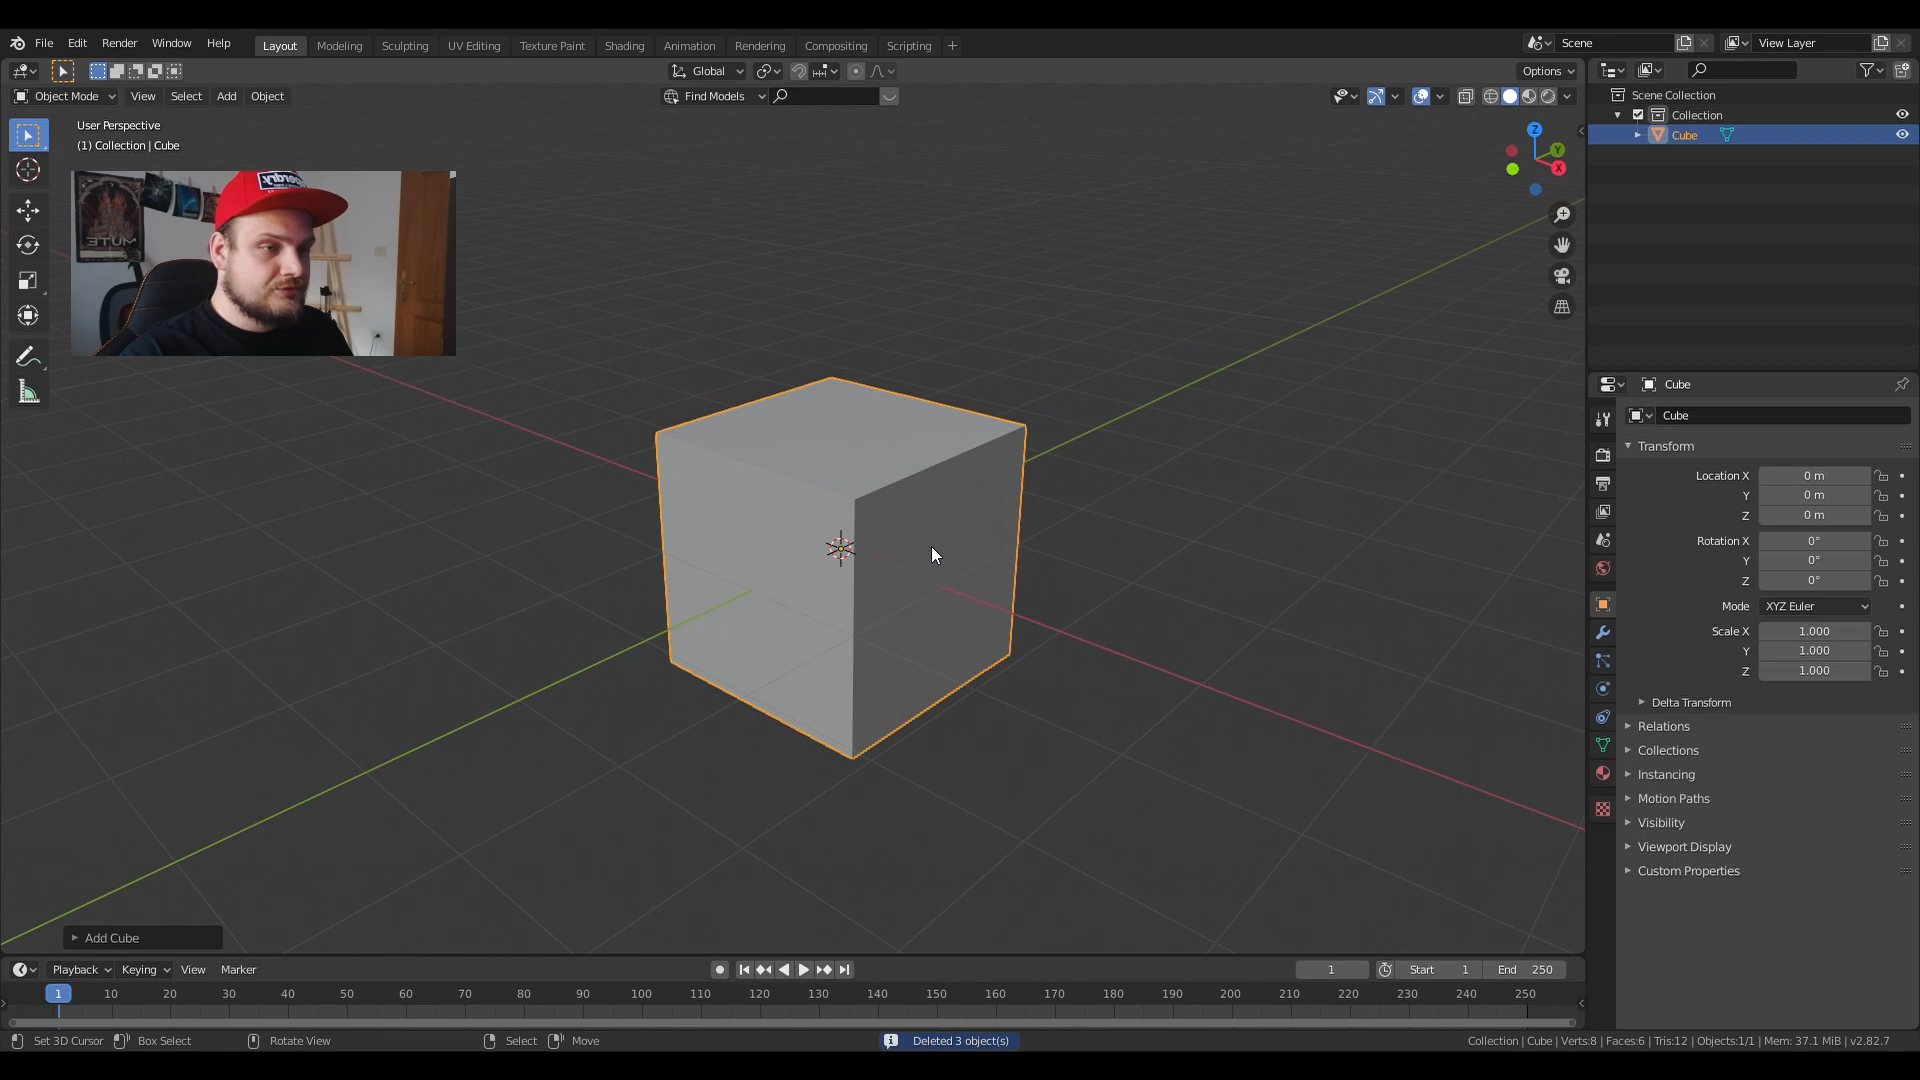 File Edit Render Window Help Layout Modeling Sculpting UV Editing Texture Paint Shading Animation Rendering Compositing Scripting + Scene View Layer
Global Options
Object Mode View Select Add Object Find Models
User Perspective
(1) Collection | Cube
Scene Collection
Collection
Cube
Z
Y
X
Cube
Cube
Transform
Location X 0 m
Y 0 m
Z 0 m
Rotation X 0°
Y 0°
Z 0°
Mode XYZ Euler
Scale X 1.000
Y 1.000
Z 1.000
Delta Transform
Relations
Collections
Instancing
Motion Paths
Visibility
Viewport Display
Custom Properties
Add Cube
Playback Keying View Marker 1 Start 1 End 250
1 10 20 30 40 50 60 70 80 90 100 110 120 130 140 150 160 170 180 190 200 210 220 230 240 250
Set 3D Cursor Box Select Rotate View Select Move Deleted 3 object(s) Collection | Cube | Verts:8 | Faces:6 | Tris:12 | Objects:1/1 | Mem: 37.1 MiB | v2.82.7